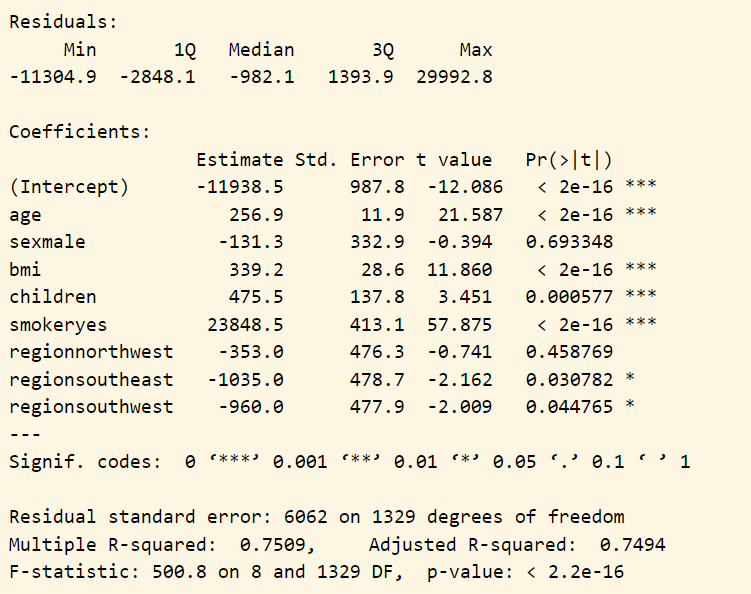 Residuals:
     Min       1Q   Median       3Q      Max
-11304.9  -2848.1   -982.1   1393.9  29992.8
Coefficients:
                Estimate Std. Error t value   Pr(>|t|)
(Intercept)     -11938.5      987.8 -12.086    < 2e-16 ***
age                256.9       11.9  21.587    < 2e-16 ***
sexmale           -131.3      332.9  -0.394   0.693348
bmi                339.2       28.6  11.860    < 2e-16 ***
children           475.5      137.8   3.451   0.000577 ***
smokeryes        23848.5      413.1  57.875    < 2e-16 ***
regionnorthwest   -353.0      476.3  -0.741   0.458769
regionsoutheast  -1035.0      478.7  -2.162   0.030782 *
regionsouthwest   -960.0      477.9  -2.009   0.044765 *
---
Signif. codes:  0 ‘***’ 0.001 ‘**’ 0.01 ‘*’ 0.05 ‘.’ 0.1 ‘ ’ 1
Residual standard error: 6062 on 1329 degrees of freedom
Multiple R-squared:  0.7509,    Adjusted R-squared:  0.7494
F-statistic: 500.8 on 8 and 1329 DF,  p-value: < 2.2e-16